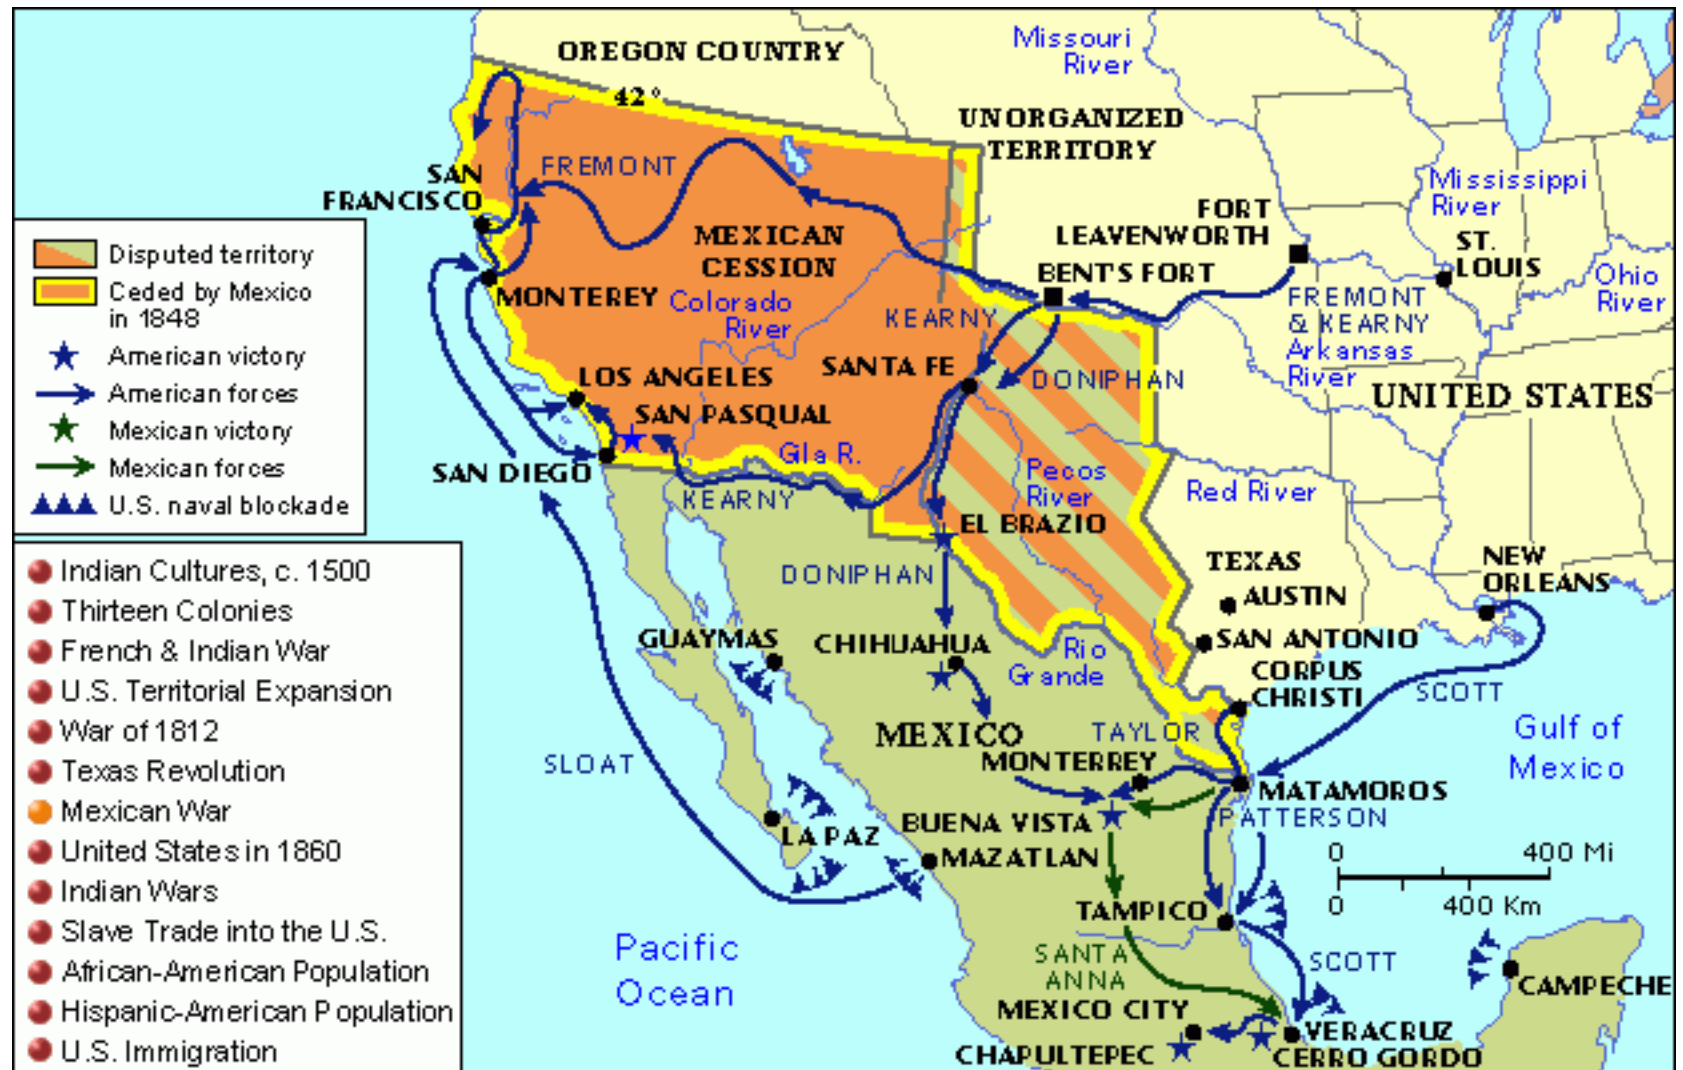 OREGON COUNTRY
42°
Missouri
River
UNORGANIZED
TERRITORY
FREMONT
SAN
FRANCISCO
Mississippi
River
FORT
LEAVENWORTH
ST.
LOUIS
MEXICAN
CESSION
BENT'S FORT
Ohio
River
MONTEREY
Colorado
River
KEARNY
FREMONT
& KEARNY
Arkansas
River
SANTA FE
DONIPHAN
UNITED STATES
LOS ANGELES
SAN PASQUAL
Gila R.
SAN DIEGO
KEARNY
Pecos
River
Red River
EL BRAZIO
TEXAS
AUSTIN
NEW
ORLEANS
DONIPHAN
GUAYMAS
CHIHUAHUA
Rio
Grande
SAN ANTONIO
CORPUS
CHRISTI
SCOTT
MEXICO
TAYLOR
Gulf of
Mexico
SLOAT
MONTERREY
MATAMOROS
PATTERSON
BUENA VISTA
LA PAZ
MAZATLAN
0 400 Mi
0 400 Km
TAMPICO
Pacific
Ocean
SANTA
ANNA
SCOTT
CAMPECHE
MEXICO CITY
VERACRUZ
CHAPULTEPEC
CERRO GORDO
Disputed territory
Ceded by Mexico
in 1848
American victory
American forces
Mexican victory
Mexican forces
U.S. naval blockade
Indian Cultures, c. 1500
Thirteen Colonies
French & Indian War
U.S. Territorial Expansion
War of 1812
Texas Revolution
Mexican War
United States in 1860
Indian Wars
Slave Trade into the U.S.
African-American Population
Hispanic-American Population
U.S. Immigration